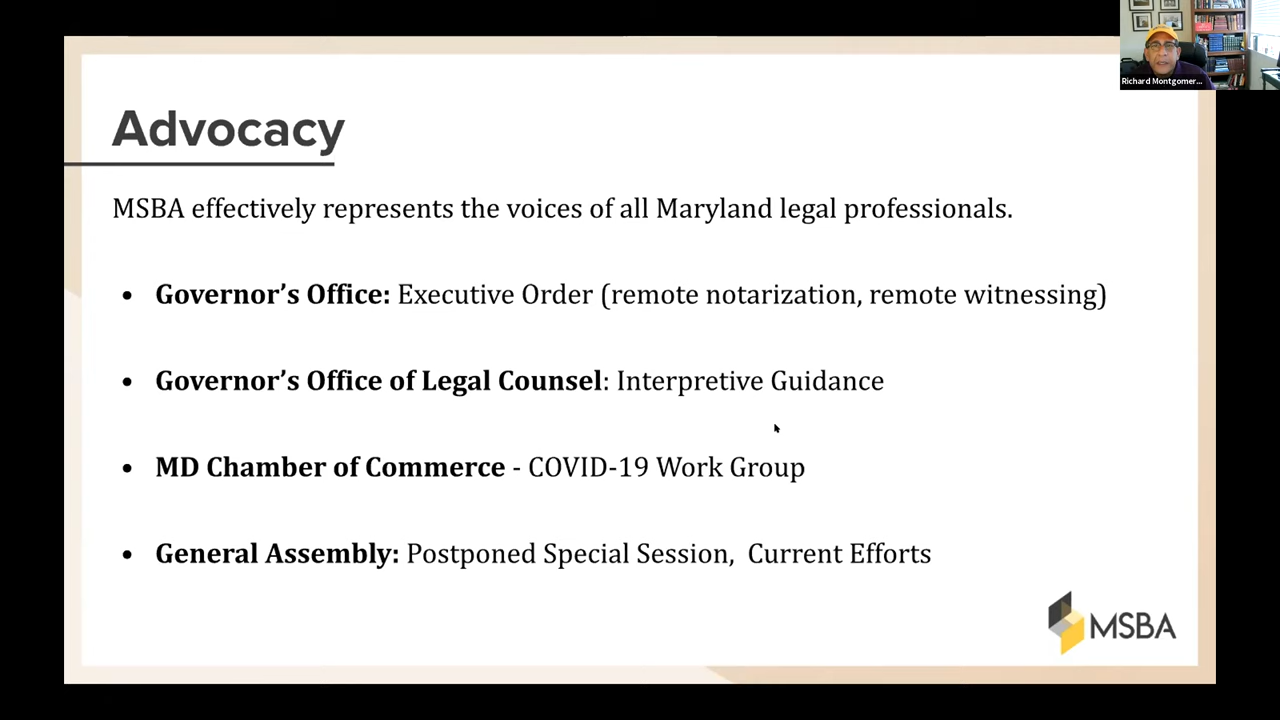 Richard Montgomer...
Advocacy
MSBA effectively represents the voices of all Maryland legal professionals.
• Governor’s Office: Executive Order (remote notarization, remote witnessing)
• Governor’s Office of Legal Counsel: Interpretive Guidance
• MD Chamber of Commerce - COVID-19 Work Group
• General Assembly: Postponed Special Session,  Current Efforts
MSBA